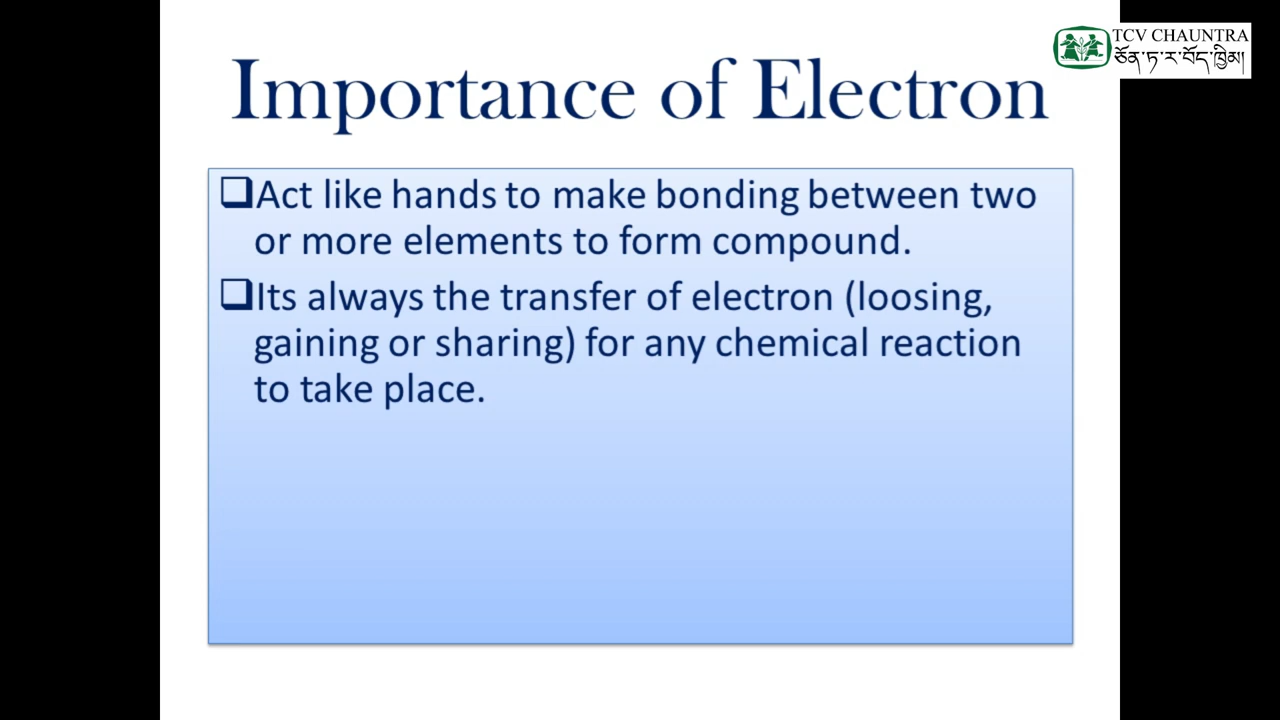 TCV CHAUNTRA
ཅོན་ཏ་ར་བོད་ཁྱིམ།
Importance of Electron
❑Act like hands to make bonding between two
or more elements to form compound.
❑Its always the transfer of electron (loosing,
gaining or sharing) for any chemical reaction
to take place.